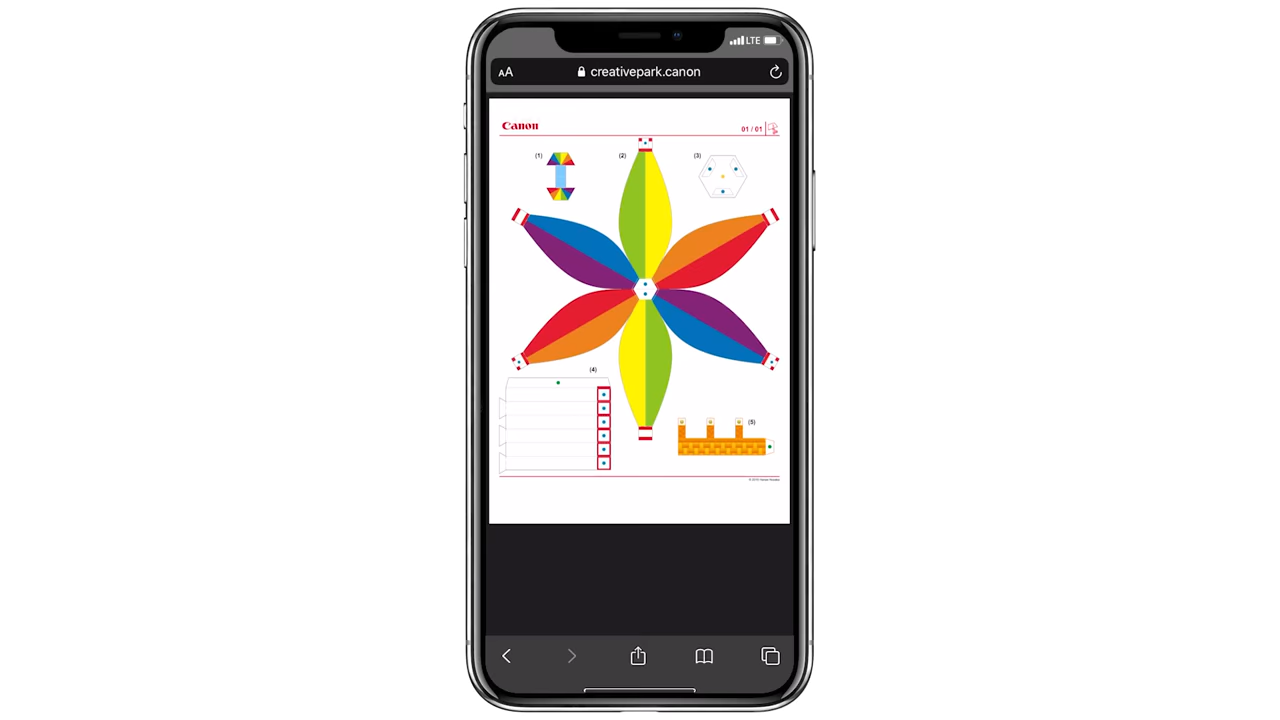 LTE
AA creativepark.canon
Canon
01 / 01
(1)
(2)
(3)
(4)
(5)